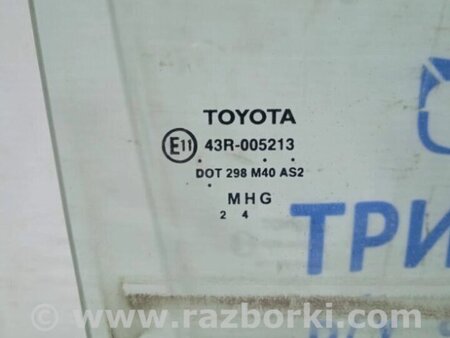 TOYOTA
E11 43R-005213
DOT 298 M40 AS2
MHG
2 4
ТРИ
© www.razborki.com